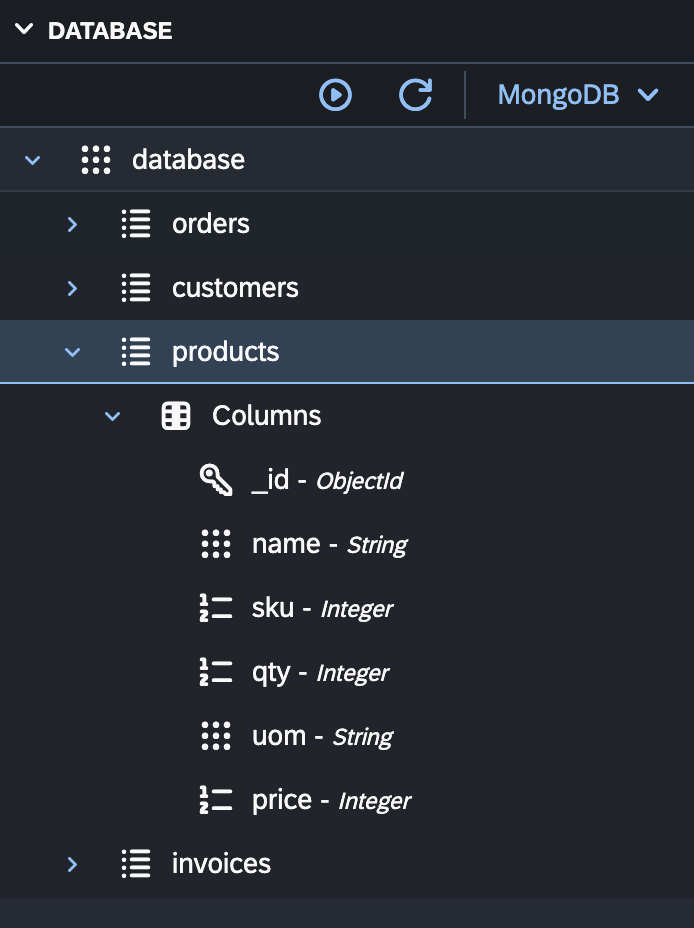 DATABASE
MongoDB
database
orders
customers
products
Columns
_id - ObjectId
name - String
sku - Integer
qty - Integer
uom - String
price - Integer
invoices